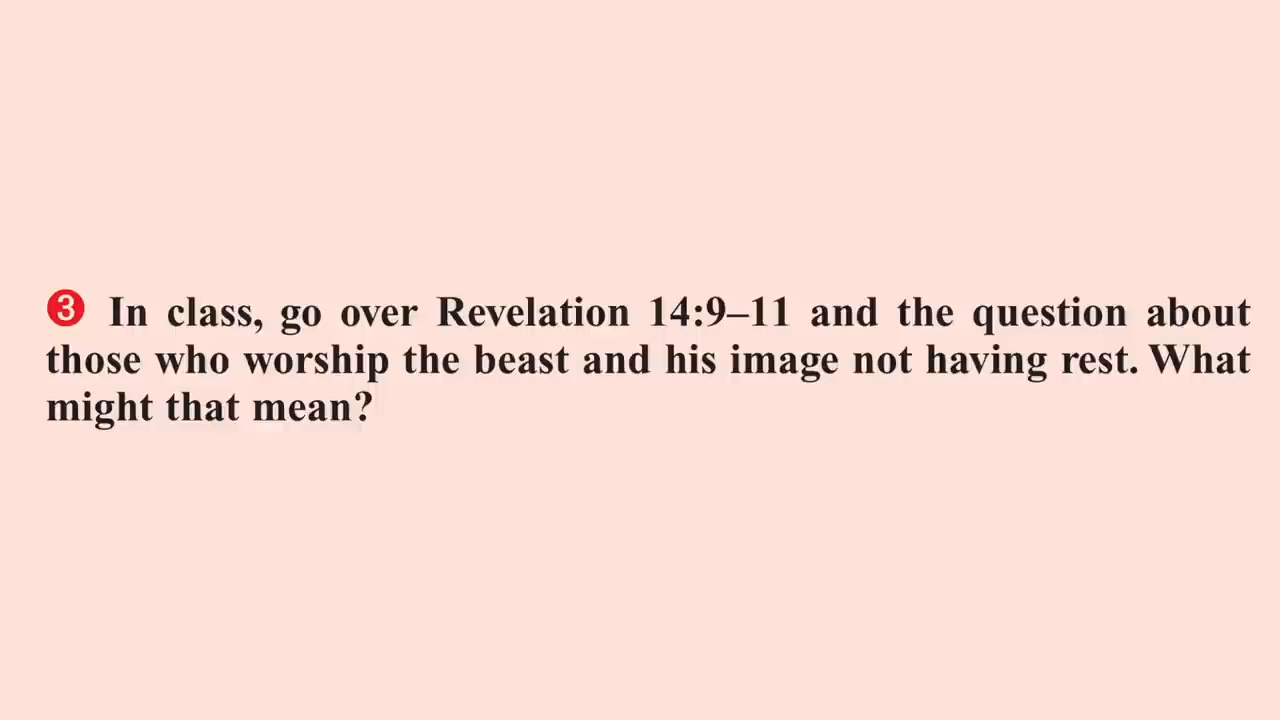 ❸ In class, go over Revelation 14:9–11 and the question about
those who worship the beast and his image not having rest. What
might that mean?